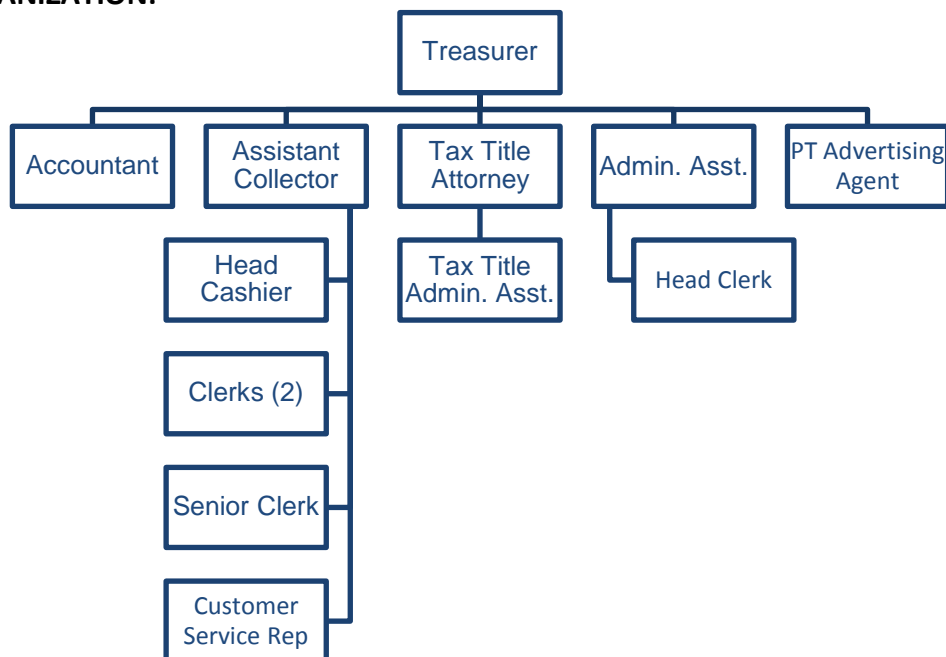 ANIZATION:
Treasurer
Accountant
Assistant
Collector
Tax Title
Attorney
Admin. Asst.
PT Advertising
Agent
Head
Cashier
Tax Title
Admin. Asst.
Head Clerk
Clerks (2)
Senior Clerk
Customer
Service Rep